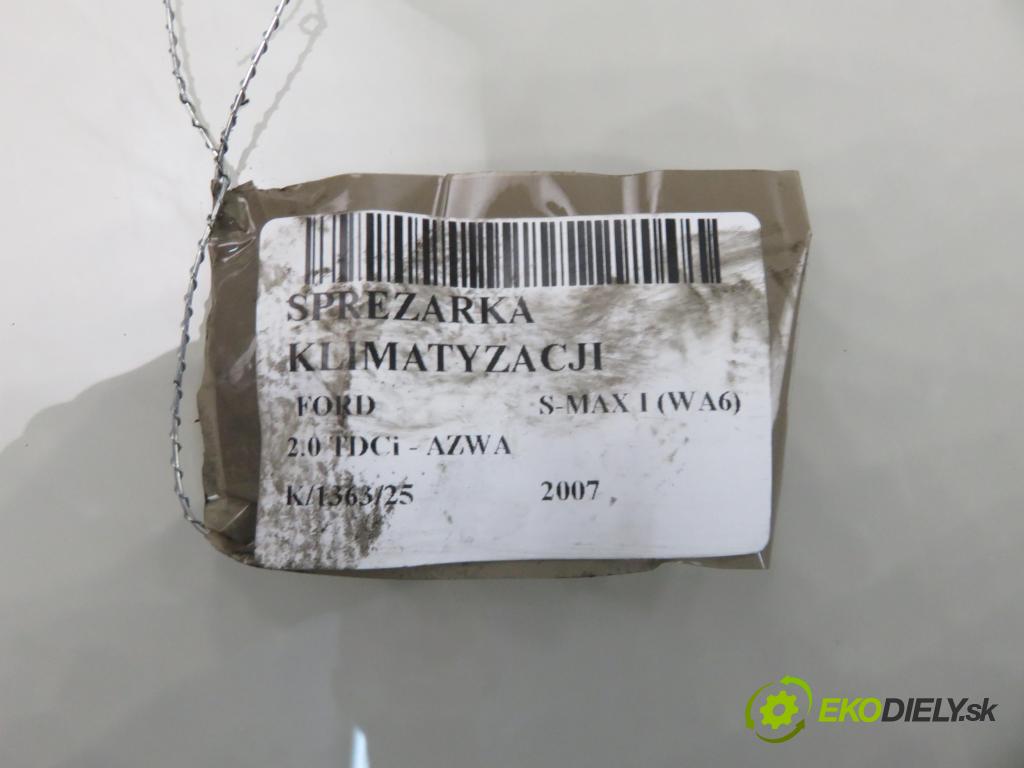 SPREZARKA
KLIMATYZACJI
FORD S-MAX I (WA6)
2.0 TDCi - AZWA
K/1363/25 2007
EKODIELY.sk